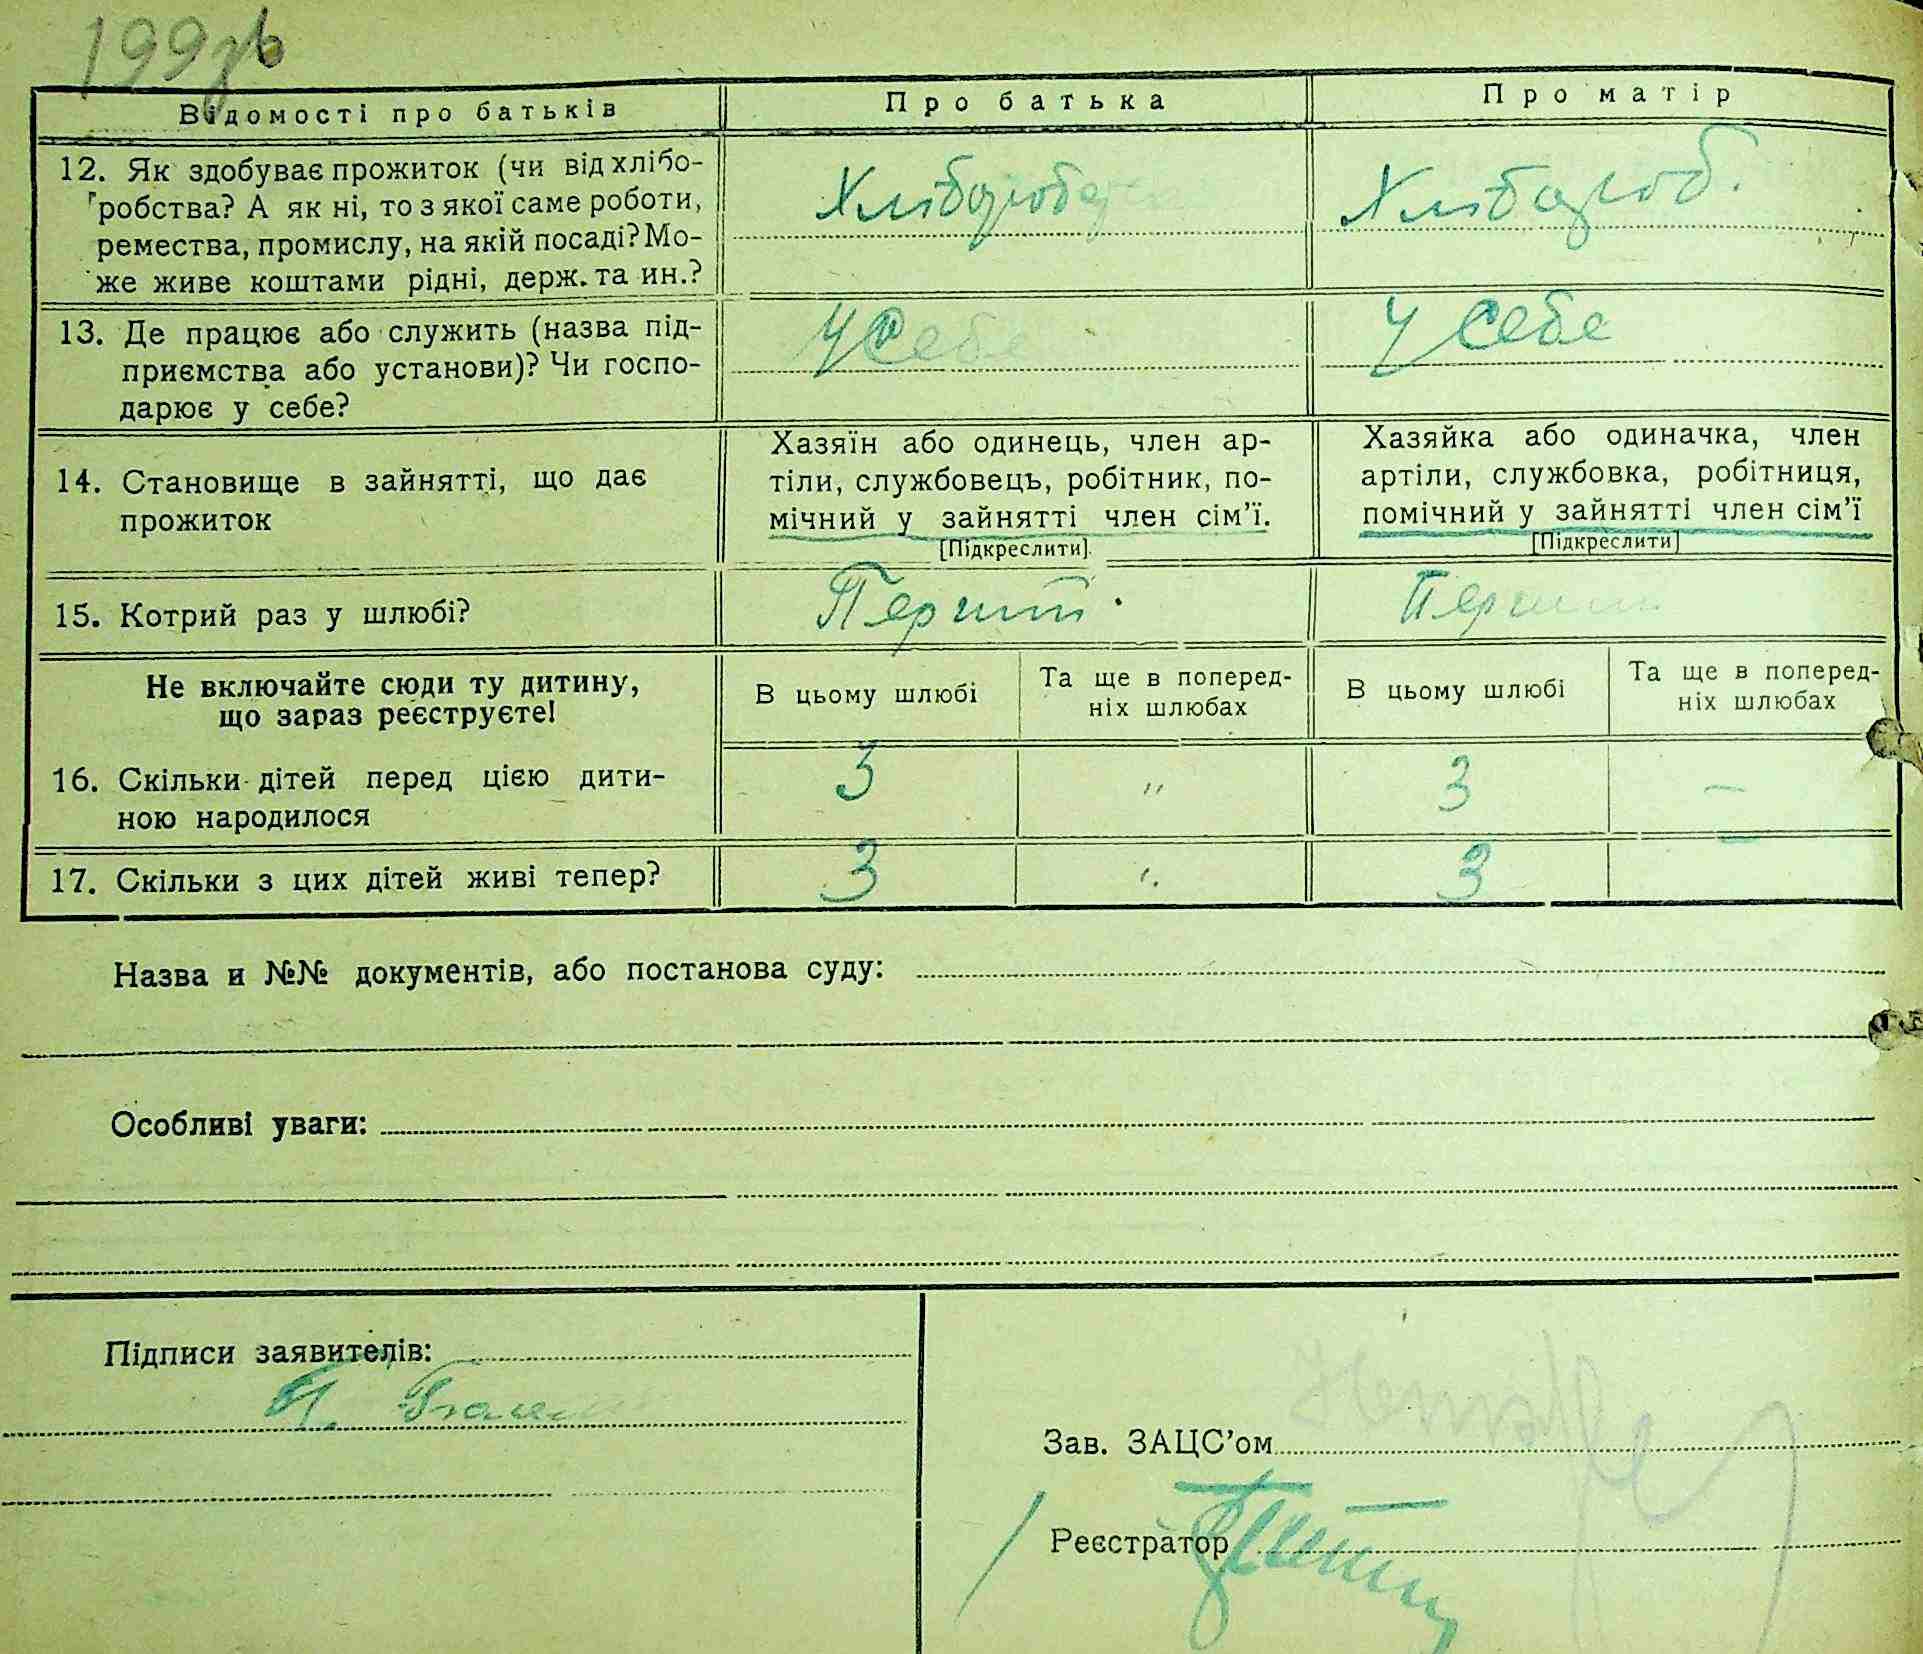 199зв
Відомості про батьків
Про батька
Про матір
12. Як здобуває прожиток (чи від хлібо-
робства? А як ні, то з якої саме роботи,
ремества, промислу, на якій посаді? Мо-
же живе коштами рідні, держ. та ин.?
Хлібороб
Хлібороб.
13. Де працює або служить (назва під-
приємства або установи)? Чи госпо-
дарює у себе?
У Себе
У Себе
14. Становище в зайнятті, що дає
прожиток
Хазяїн або одинець, член ар-
тіли, службовець, робітник, по-
мічний у зайнятті член сім'ї.
[Підкреслити].
Хазяйка або одиначка, член
артіли, службовка, робітниця,
помічний у зайнятті член сім'ї
[Підкреслити]
15. Котрий раз у шлюбі?
Перший
Перший
Не включайте сюди ту дитину,
що зараз реєструєте!
В цьому шлюбі
Та ще в поперед-
ніх шлюбах
В цьому шлюбі
Та ще в поперед-
ніх шлюбах
16. Скільки дітей перед цією дити-
ною народилося
3 " 3 –
17. Скільки з цих дітей живі тепер?
3 " 3 –
Назва и №№ документів, або постанова суду:
Особливі уваги:
Підписи заявителів:
Зав. ЗАЦС'ом
Реєстратор